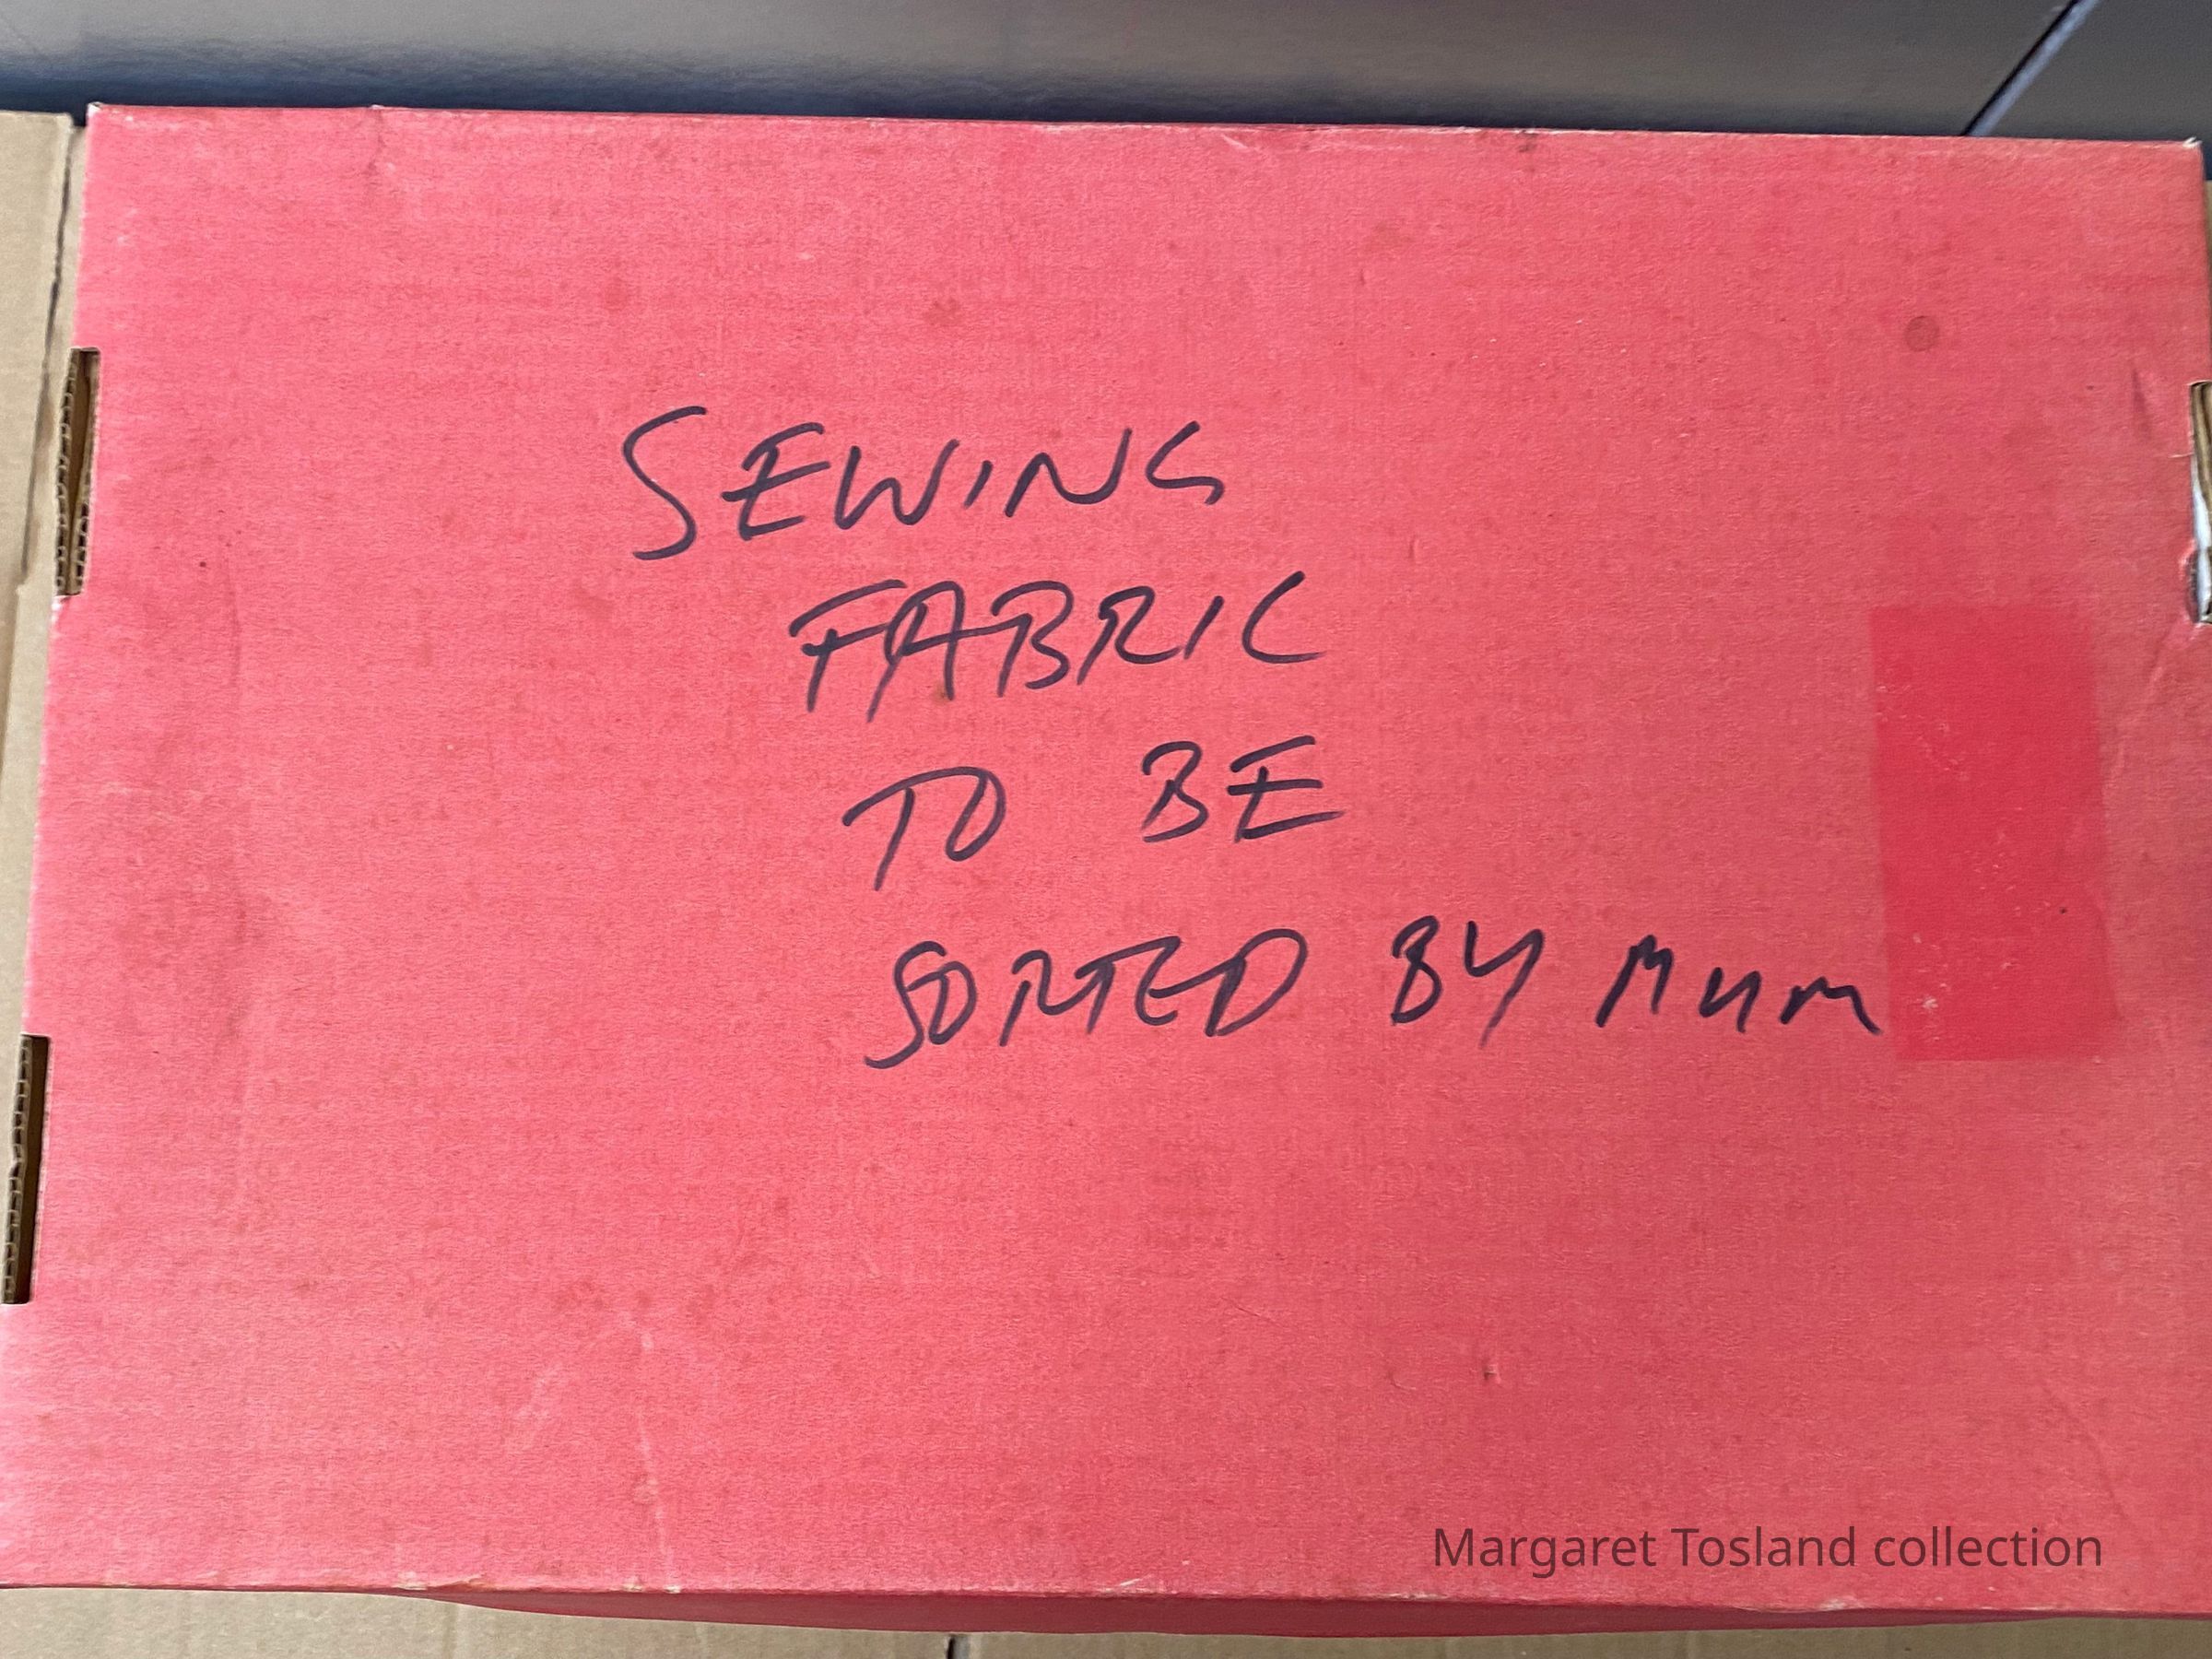 SEWING
FABRIC
TO BE
SORTED BY MUM
Margaret Tosland collection